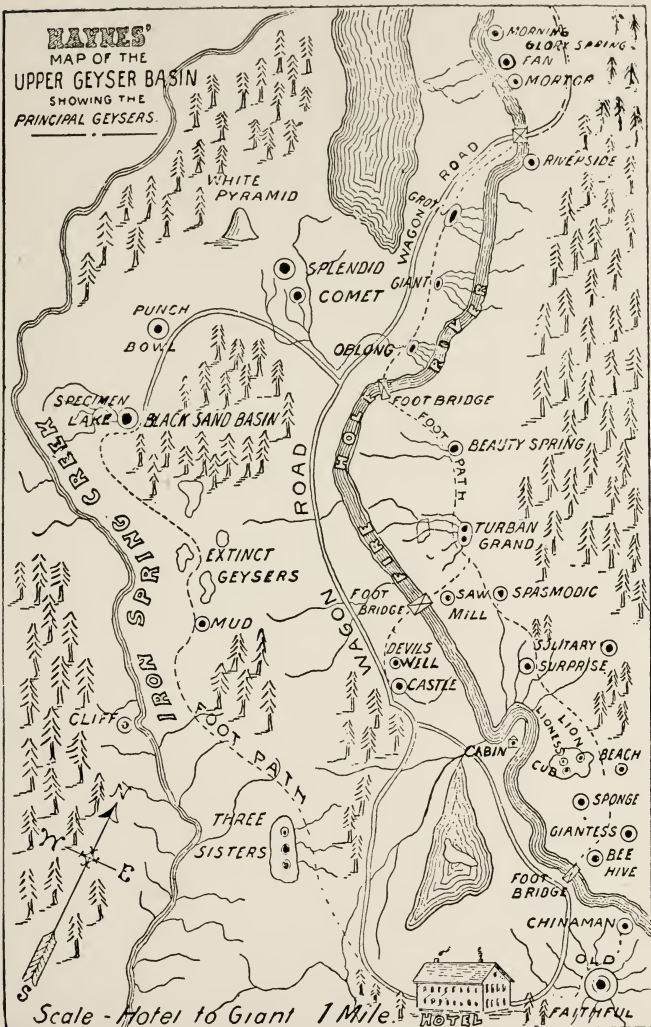 HAYNES'
MAP OF THE
UPPER GEYSER BASIN
SHOWING THE
PRINCIPAL GEYSERS.
MORNING
GLORY SPRING
FAN
MORTOR
RIVERSIDE
WAGON ROAD
GROT
WHITE
PYRAMID
SPLENDID
COMET
GIANT
PUNCH
BOWL
OBLONG
FIRE HOLE RIVER
FOOT BRIDGE
SPECIMEN
LAKE
BLACK SAND BASIN
FOOT
PATH
BEAUTY SPRING
IRON SPRING CREEK
WAGON ROAD
TURBAN
GRAND
EXTINCT
GEYSERS
FOOT
BRIDGE
SAW
MILL
SPASMODIC
MUD
DEVILS
WELL
CASTLE
SOLITARY
SURPRISE
CLIFF
FOOT PATH
LION
LIONESS
CUB
CABIN
BEACH
SPONGE
THREE
SISTERS
GIANTESS
BEE
HIVE
FOOT
BRIDGE
N
W
E
S
CHINAMAN
OLD
FAITHFUL
HOTEL
Scale - Hotel to Giant 1 Mile.